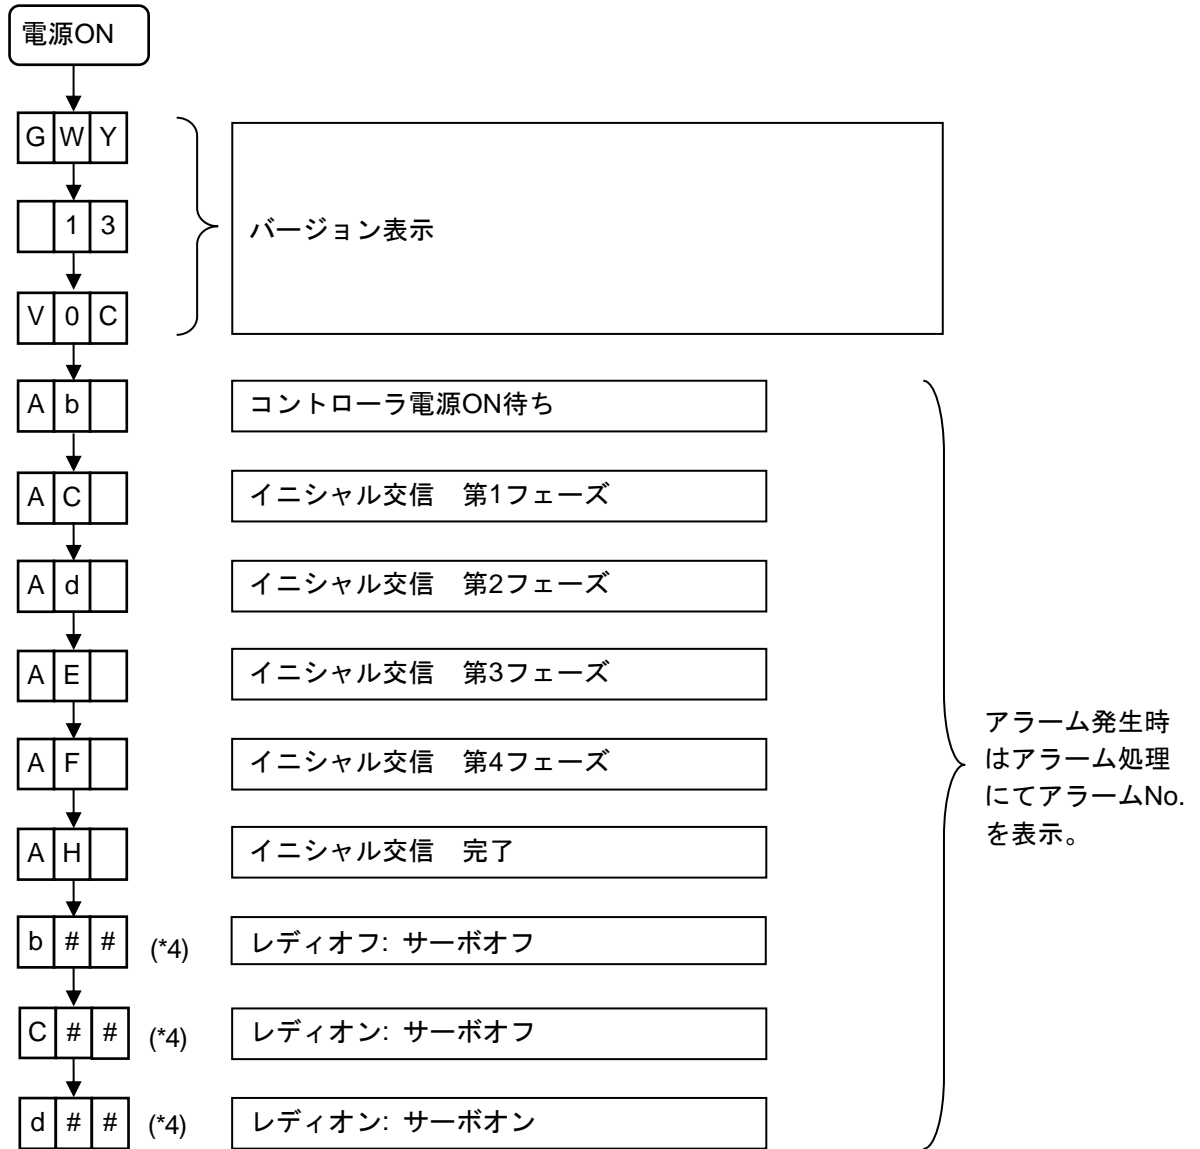 電源ON
G W Y
1 3
バージョン表示
V 0 C
A b
コントローラ電源ON待ち
A C
イニシャル交信　第1フェーズ
A d
イニシャル交信　第2フェーズ
A E
イニシャル交信　第3フェーズ
A F
イニシャル交信　第4フェーズ
A H
イニシャル交信　完了
b # # (*4)
レディオフ: サーボオフ
C # # (*4)
レディオン: サーボオフ
d # # (*4)
レディオン: サーボオン
アラーム発生時
はアラーム処理
にてアラームNo.
を表示。